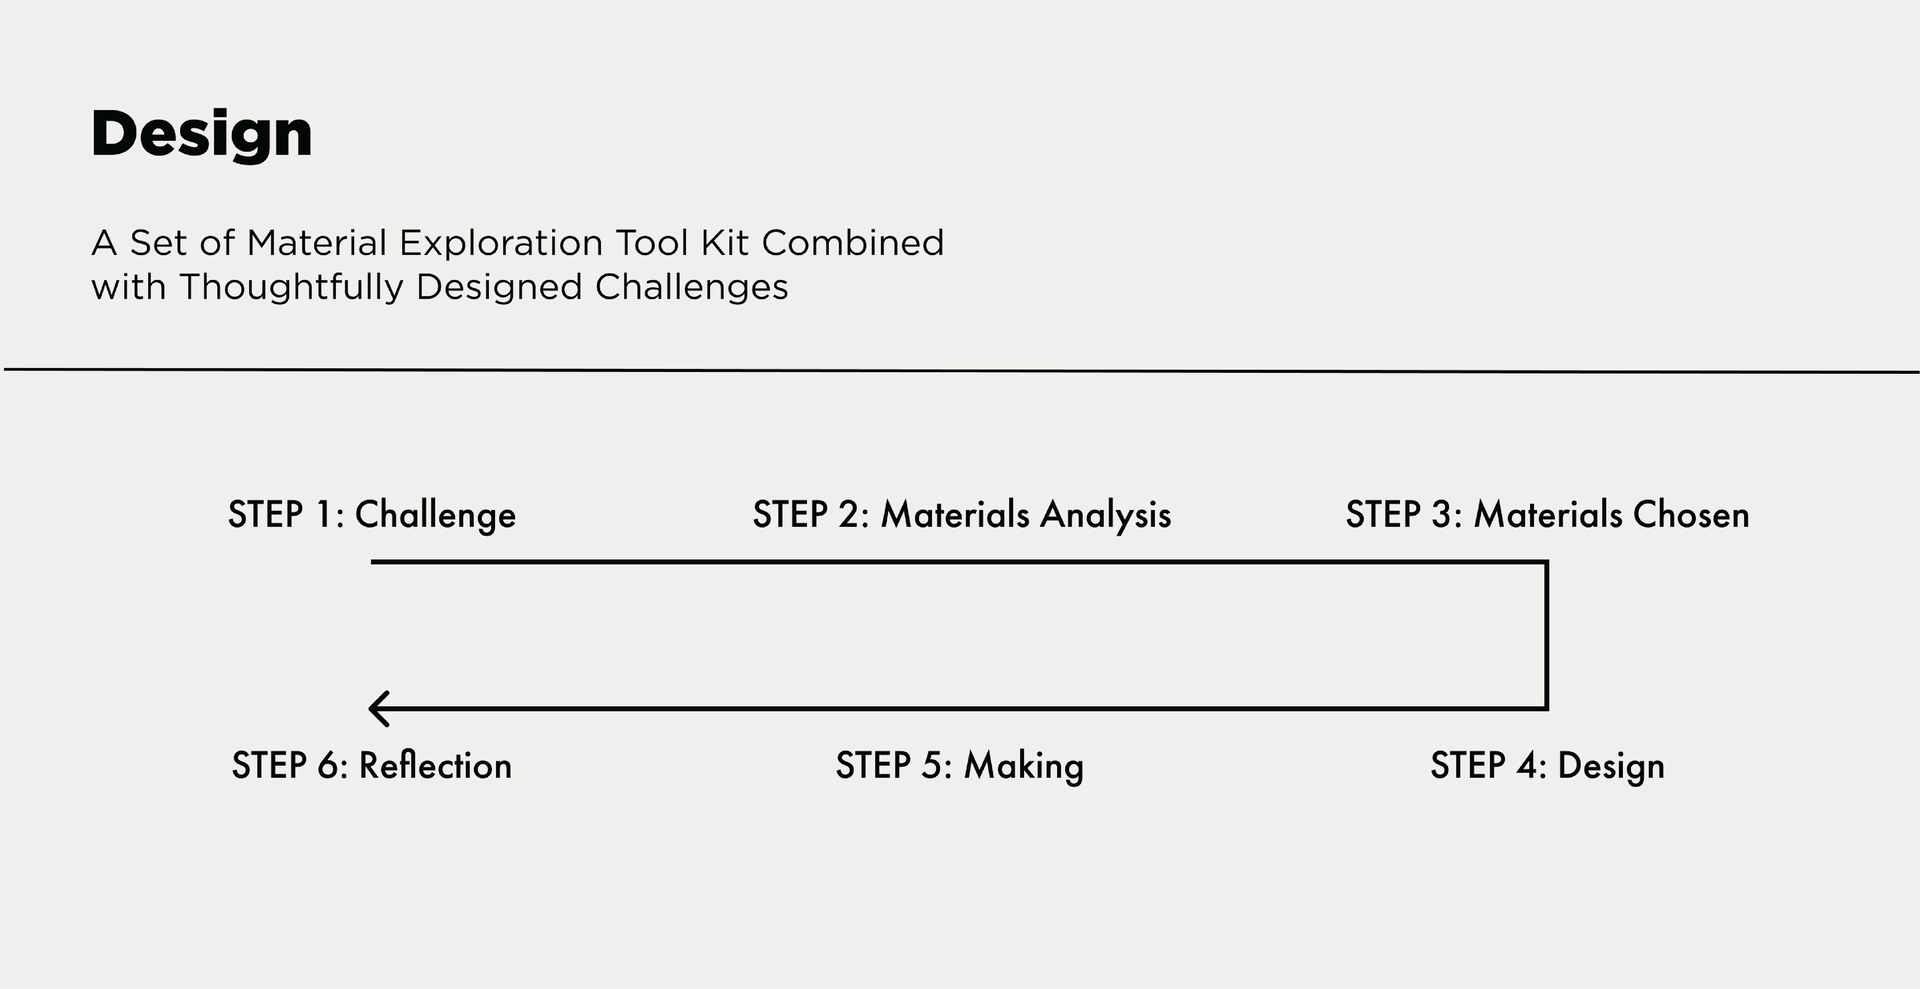 Design
A Set of Material Exploration Tool Kit Combined
with Thoughtfully Designed Challenges
STEP 1: Challenge
STEP 2: Materials Analysis
STEP 3: Materials Chosen
STEP 4: Design
STEP 5: Making
STEP 6: Reflection